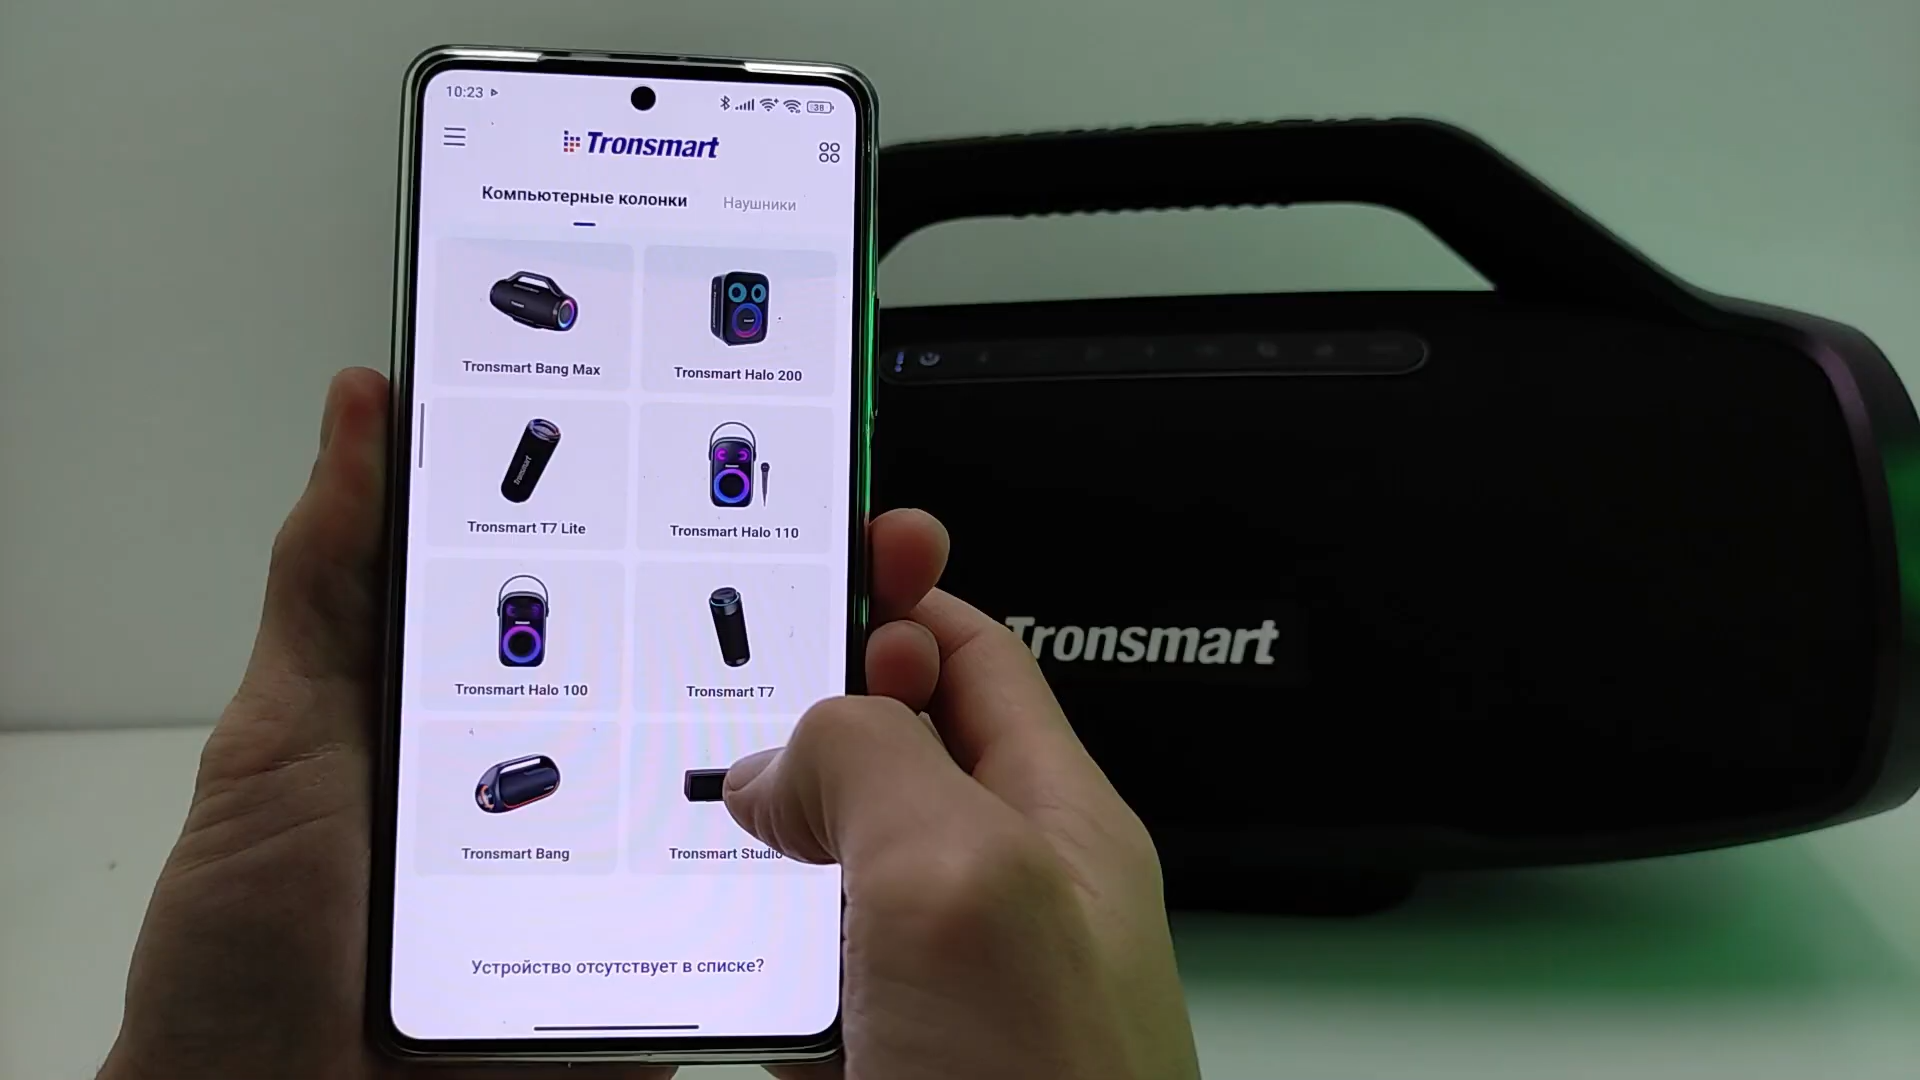 10:23
38
Tronsmart
Компьютерные колонки
Наушники
Tronsmart Bang Max
Tronsmart Halo 200
Tronsmart T7 Lite
Tronsmart Halo 110
Tronsmart Halo 100
Tronsmart T7
Tronsmart Bang
Tronsmart Studio
Устройство отсутствует в списке?
Tronsmart